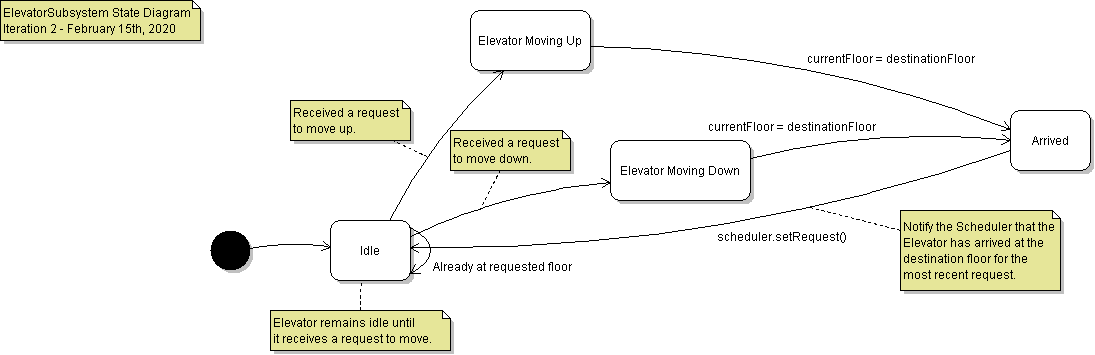 ElevatorSubsystem State Diagram
Iteration 2 - February 15th, 2020
Elevator Moving Up
currentFloor = destinationFloor
Received a request
to move up.
Received a request
to move down.
currentFloor = destinationFloor
Arrived
Elevator Moving Down
Idle
scheduler.setRequest()
Notify the Scheduler that the
Elevator has arrived at the
destination floor for the
most recent request.
Already at requested floor
Elevator remains idle until
it receives a request to move.